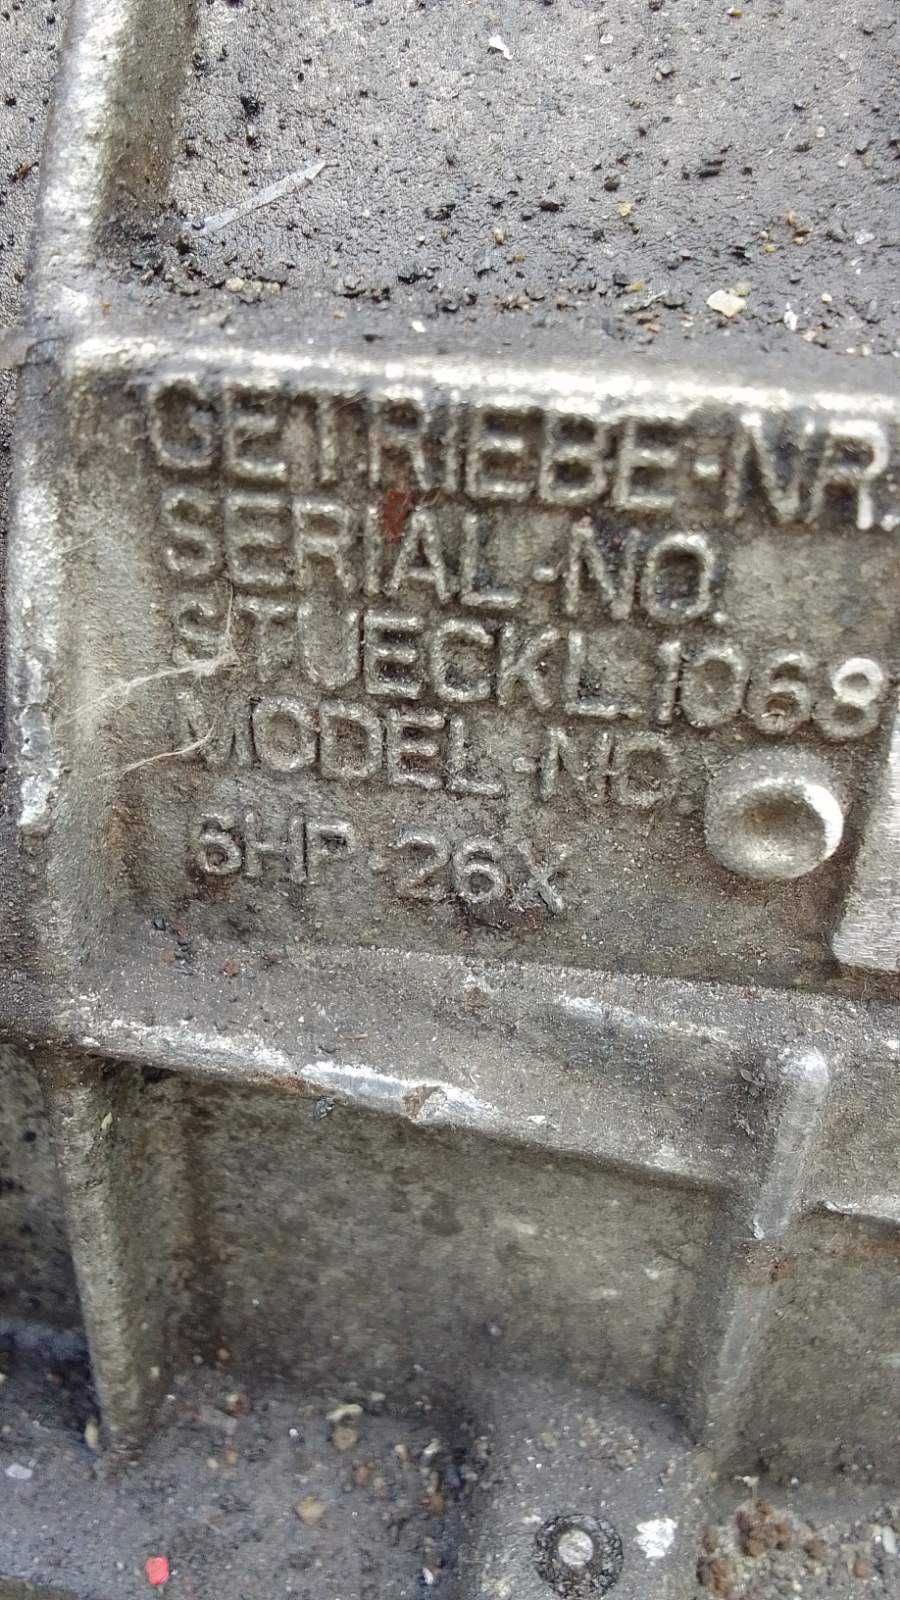 GETRIEBE-NR.
SERIAL-NO.
STUECKL.1068
MODEL-NO.
6HP-26X